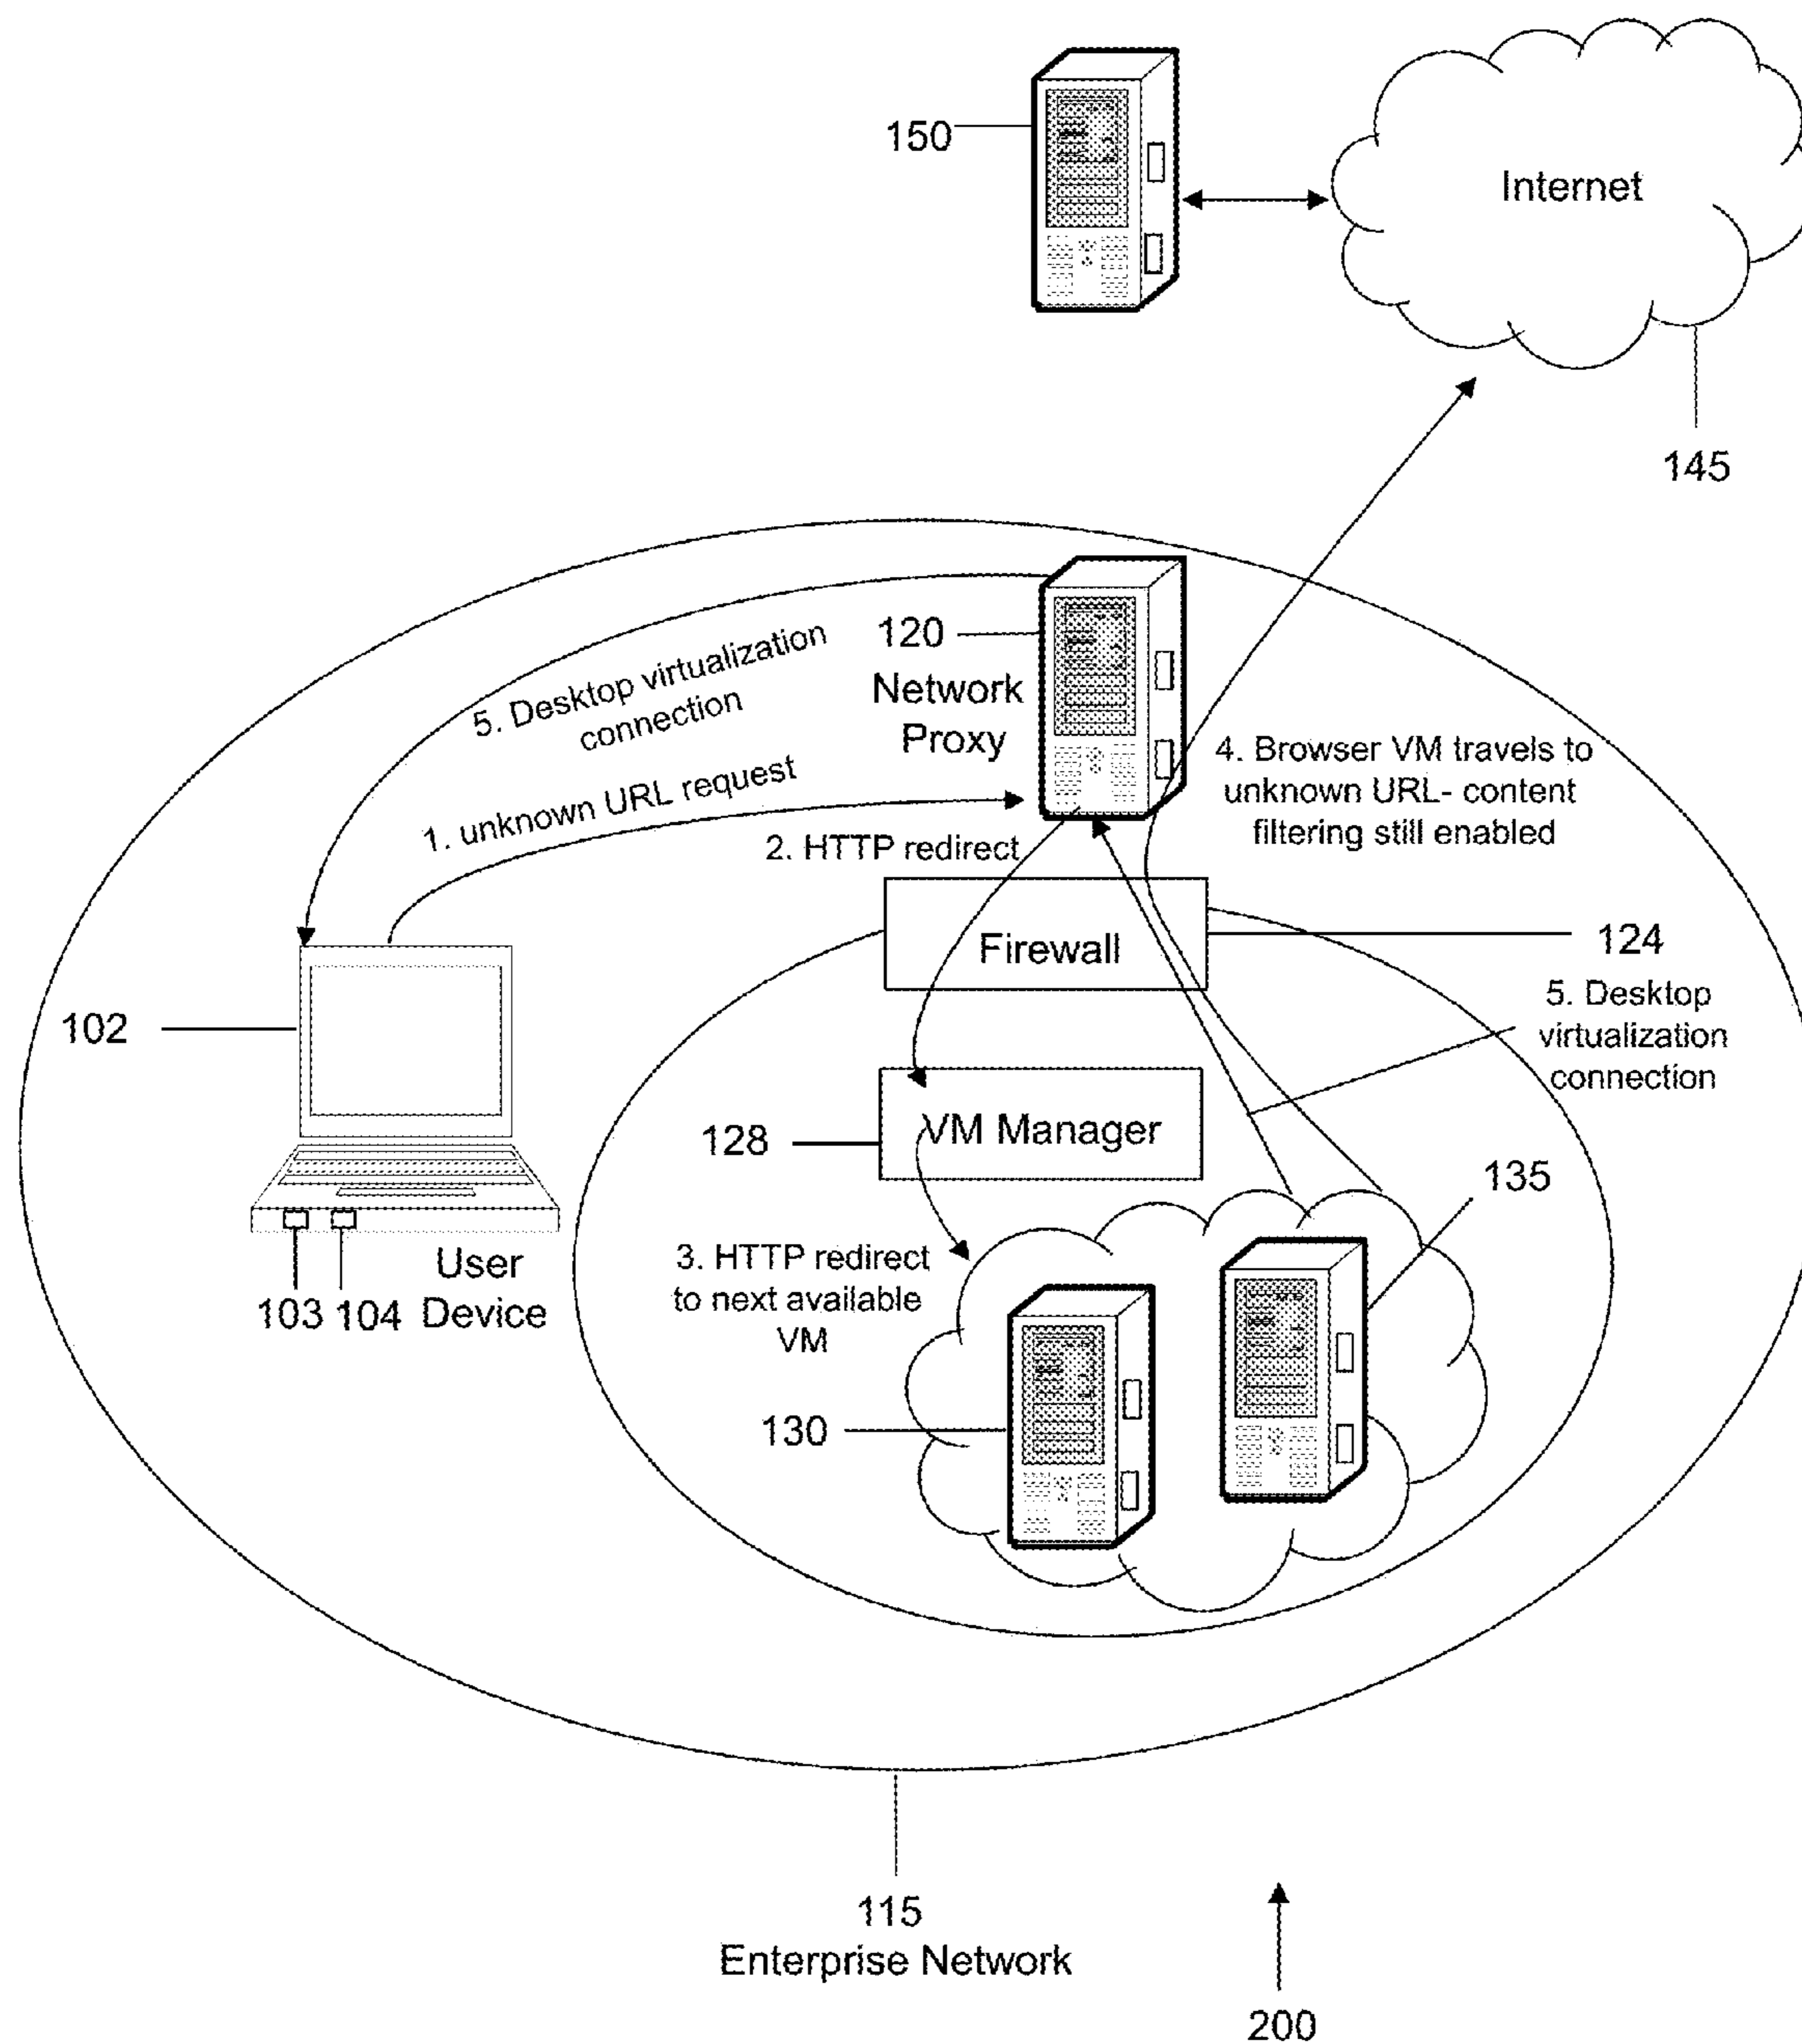 150
Internet
145
120
Network
Proxy
5. Desktop virtualization
connection
1. unknown URL request
2. HTTP redirect
4. Browser VM travels to
unknown URL- content
filtering still enabled
Firewall
124
5. Desktop
virtualization
connection
102
VM Manager
128
135
103
104
User
Device
3. HTTP redirect
to next available
VM
130
115
Enterprise Network
200